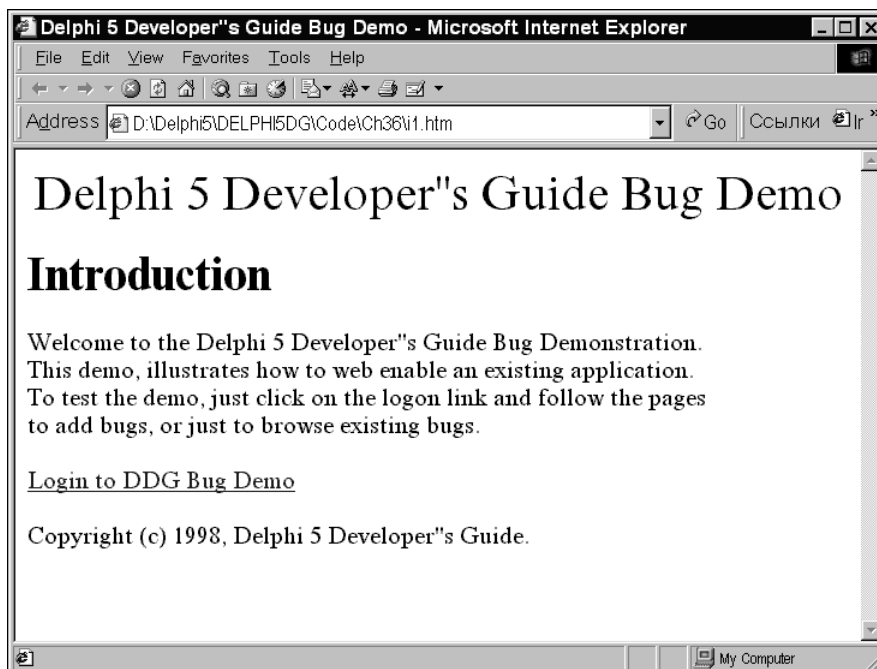 Delphi 5 Developer"s Guide Bug Demo - Microsoft Internet Explorer
File Edit View Favorites Tools Help
Address D:\Delphi5\DELPHI5DG\Code\Ch36\i1.htm Go Ссылки Ir »
Delphi 5 Developer"s Guide Bug Demo
Introduction
Welcome to the Delphi 5 Developer"s Guide Bug Demonstration.
This demo, illustrates how to web enable an existing application.
To test the demo, just click on the logon link and follow the pages
to add bugs, or just to browse existing bugs.
Login to DDG Bug Demo
Copyright (c) 1998, Delphi 5 Developer"s Guide.
My Computer